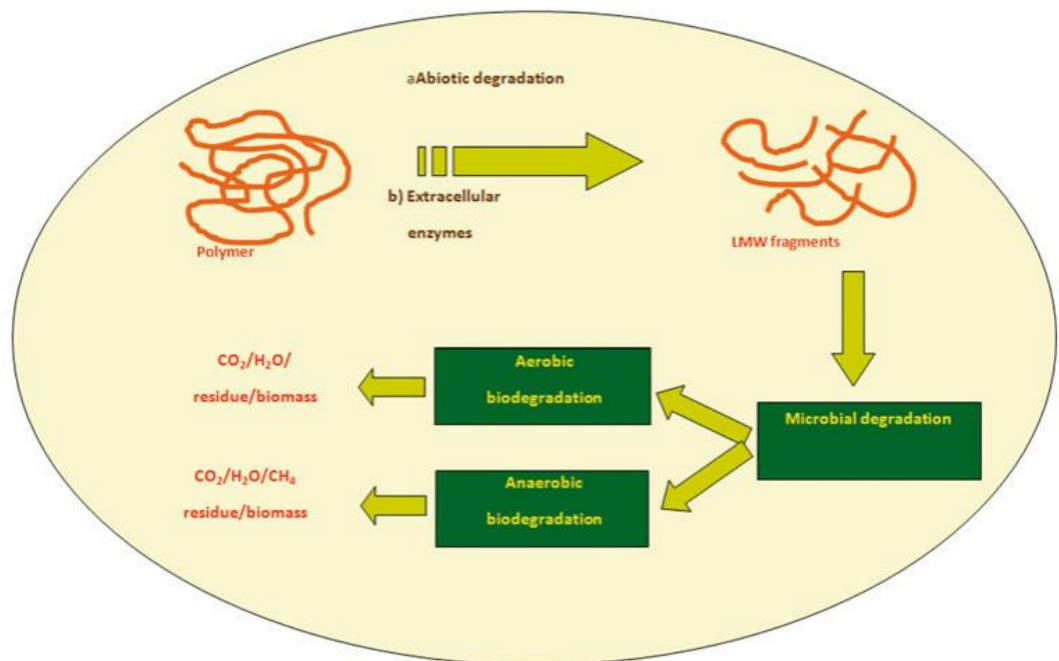 aAbiotic degradation
b) Extracellular
enzymes
Polymer
LMW fragments
Microbial degradation
Aerobic
biodegradation
CO₂/H₂O/
residue/biomass
Anaerobic
biodegradation
CO₂/H₂O/CH₄
residue/biomass